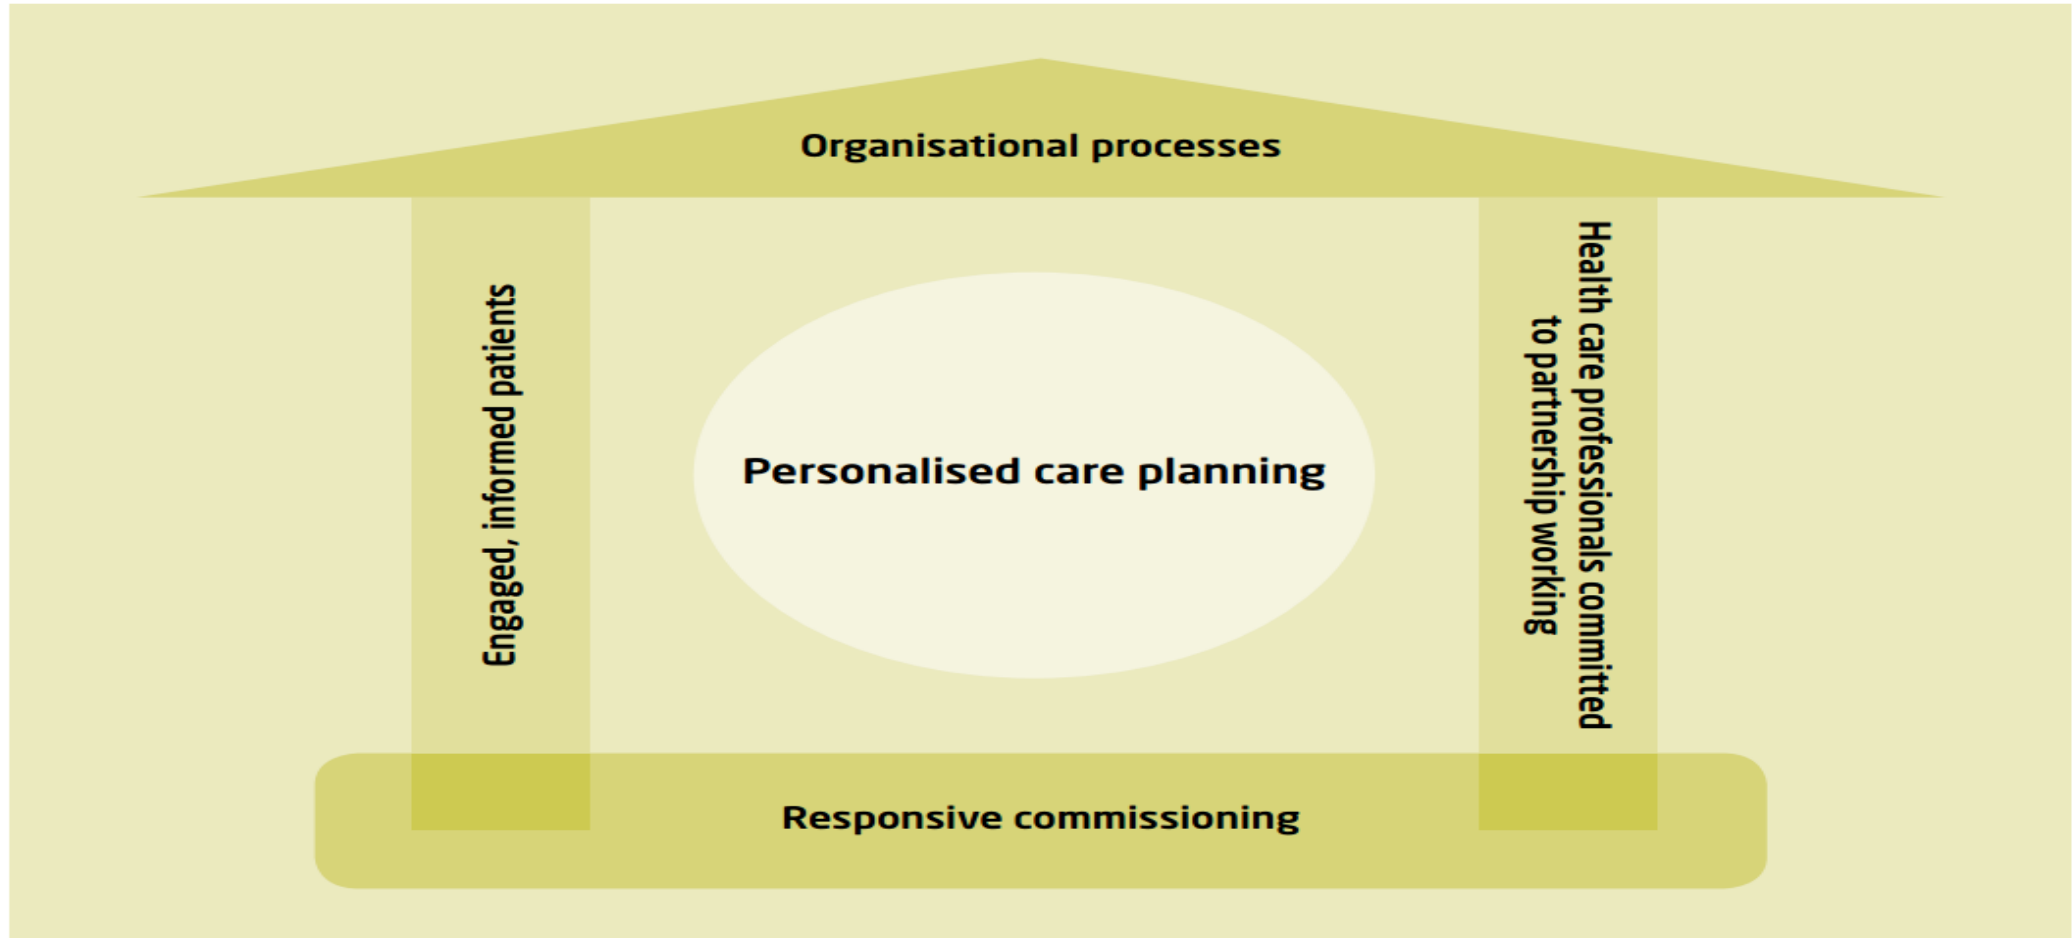 Organisational processes
Engaged, informed patients
Personalised care planning
Health care professionals committed
to partnership working
Responsive commissioning